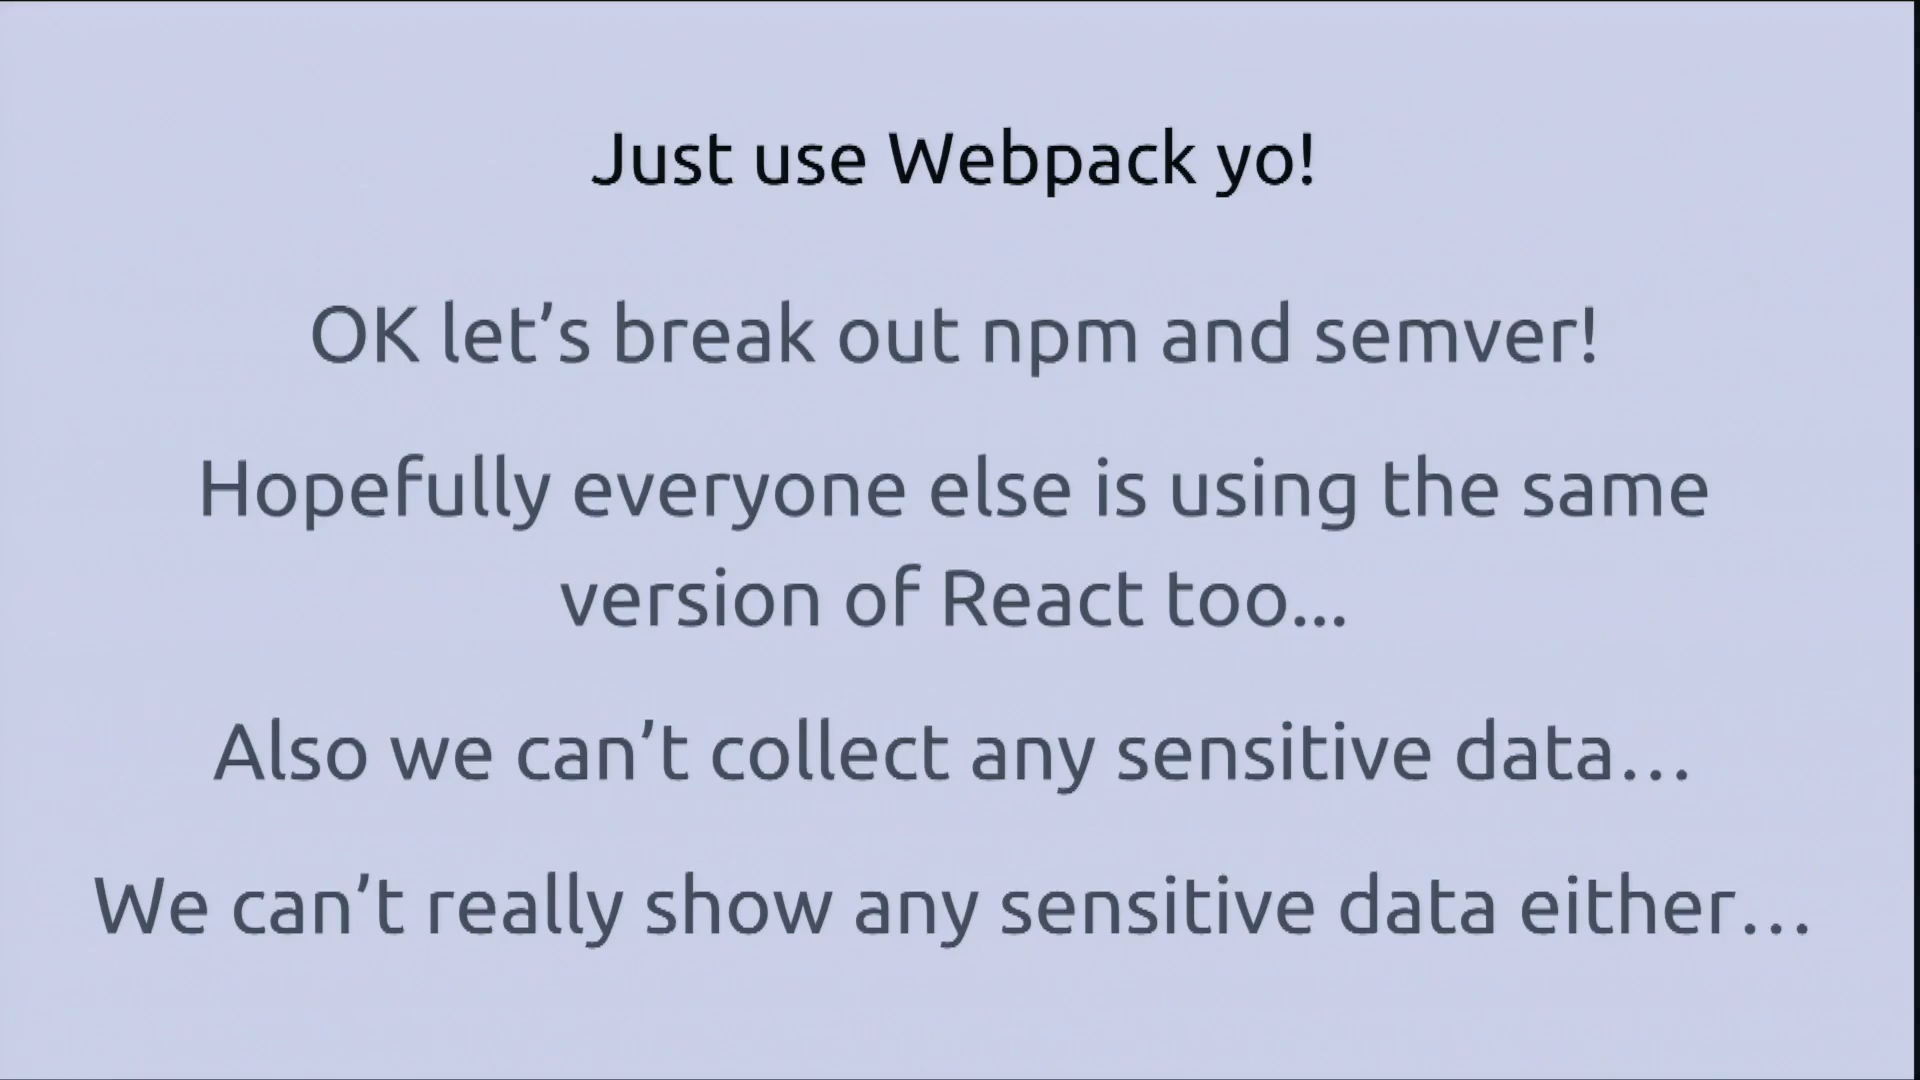 Just use Webpack yo!
OK let’s break out npm and semver!
Hopefully everyone else is using the same
version of React too...
Also we can’t collect any sensitive data…
We can’t really show any sensitive data either…